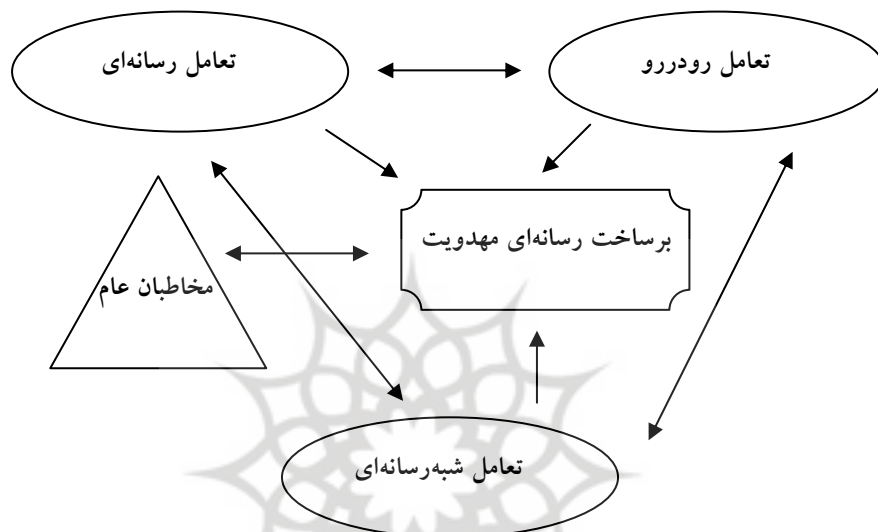 تعامل رودررو
تعامل رسانه‌ای
برساخت رسانه‌ای مهدویت
مخاطبان عام
تعامل شبه‌رسانه‌ای